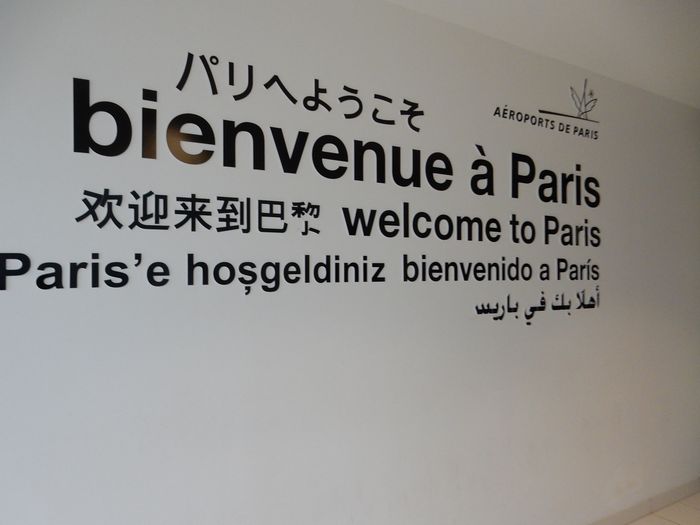 パリへようこそ
AÉROPORTS DE PARIS
bienvenue à Paris
欢迎来到巴黎 welcome to Paris
Paris'e hoşgeldiniz bienvenido a París
أهلًا بك في باريس